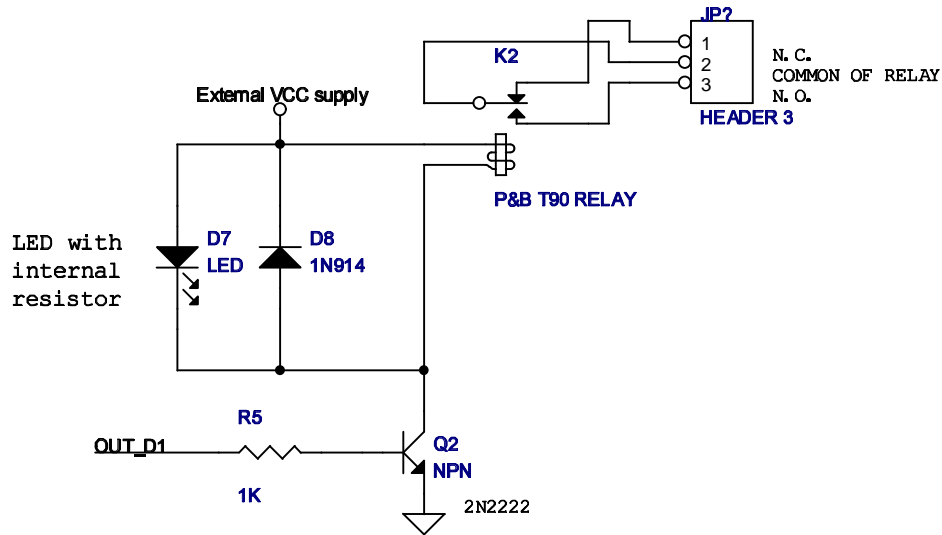 JP?
K2
1
2
3
N.C.
COMMON OF RELAY
N.O.
HEADER 3
External VCC supply
P&B T90 RELAY
LED with
internal
resistor
D7
LED
D8
1N914
R5
OUT_D1
1K
Q2
NPN
2N2222